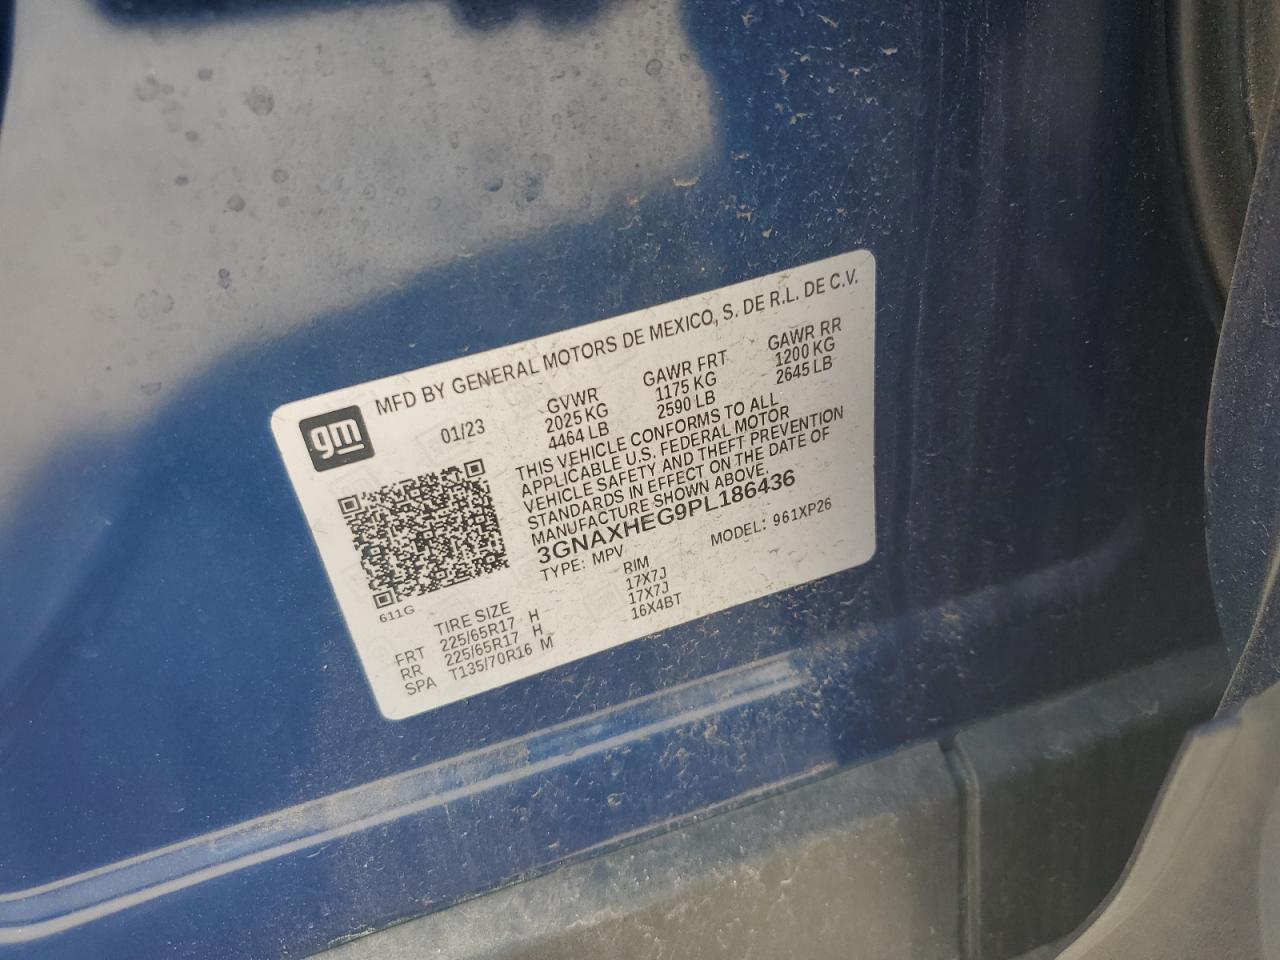 MFD BY GENERAL MOTORS DE MEXICO, S. DE R.L. DE C.V.
gm
01/23
GVWR
2025 KG
4464 LB
GAWR FRT
1175 KG
2590 LB
GAWR RR
1200 KG
2645 LB
THIS VEHICLE CONFORMS TO ALL
APPLICABLE U.S. FEDERAL MOTOR
VEHICLE SAFETY AND THEFT PREVENTION
STANDARDS IN EFFECT ON THE DATE OF
MANUFACTURE SHOWN ABOVE.
3GNAXHEG9PL186436
TYPE: MPV
MODEL: 961XP26
611G
TIRE SIZE RIM
FRT 225/65R17 H 17X7J
RR 225/65R17 H 17X7J
SPA T135/70R16 M 16X4BT